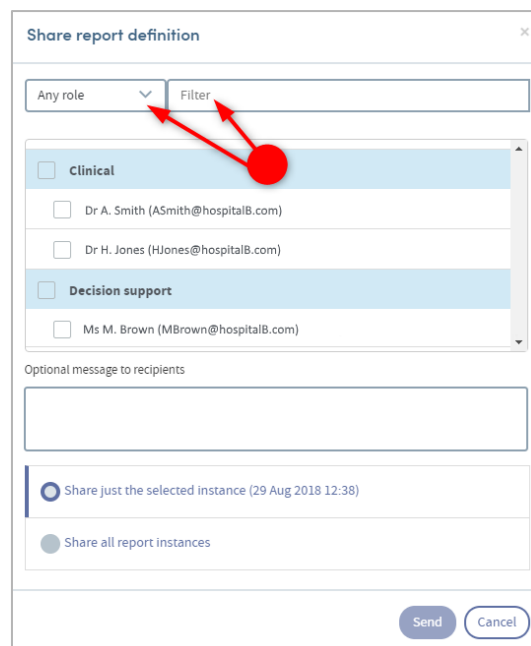 Share report definition
Any role
Filter
Clinical
Dr A. Smith (ASmith@hospitalB.com)
Dr H. Jones (HJones@hospitalB.com)
Decision support
Ms M. Brown (MBrown@hospitalB.com)
Optional message to recipients
Share just the selected instance (29 Aug 2018 12:38)
Share all report instances
Send
Cancel